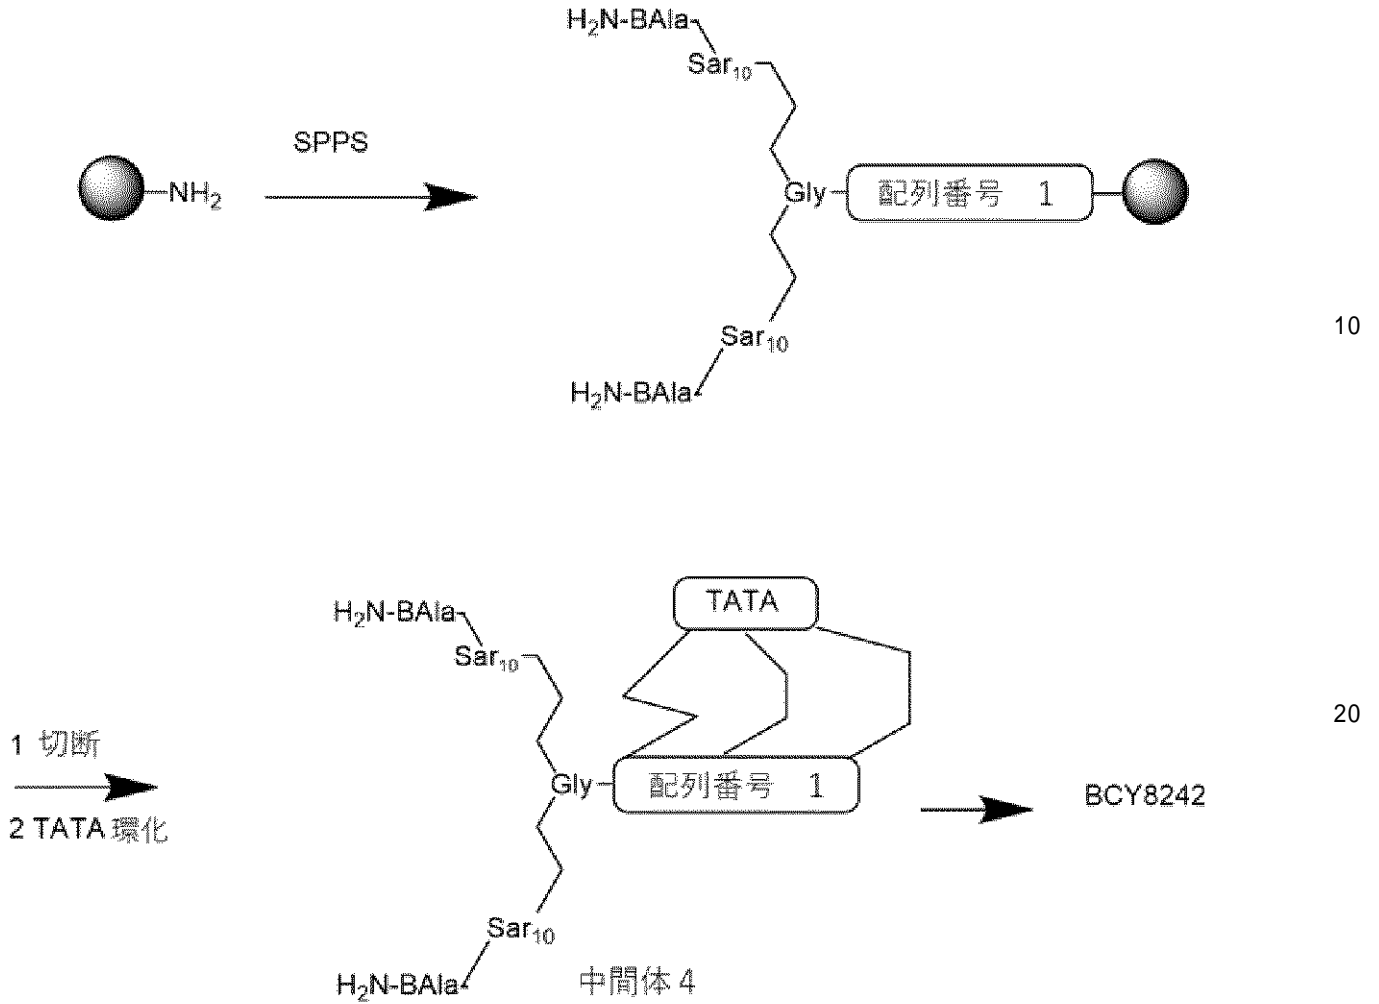 H₂N-BAla
Sar₁₀
SPPS
NH₂
Gly
配列番号 1
10
Sar₁₀
H₂N-BAla
TATA
H₂N-BAla
Sar₁₀
20
1 切断
Gly
配列番号 1
BCY8242
2 TATA 環化
Sar₁₀
H₂N-BAla
中間体 4